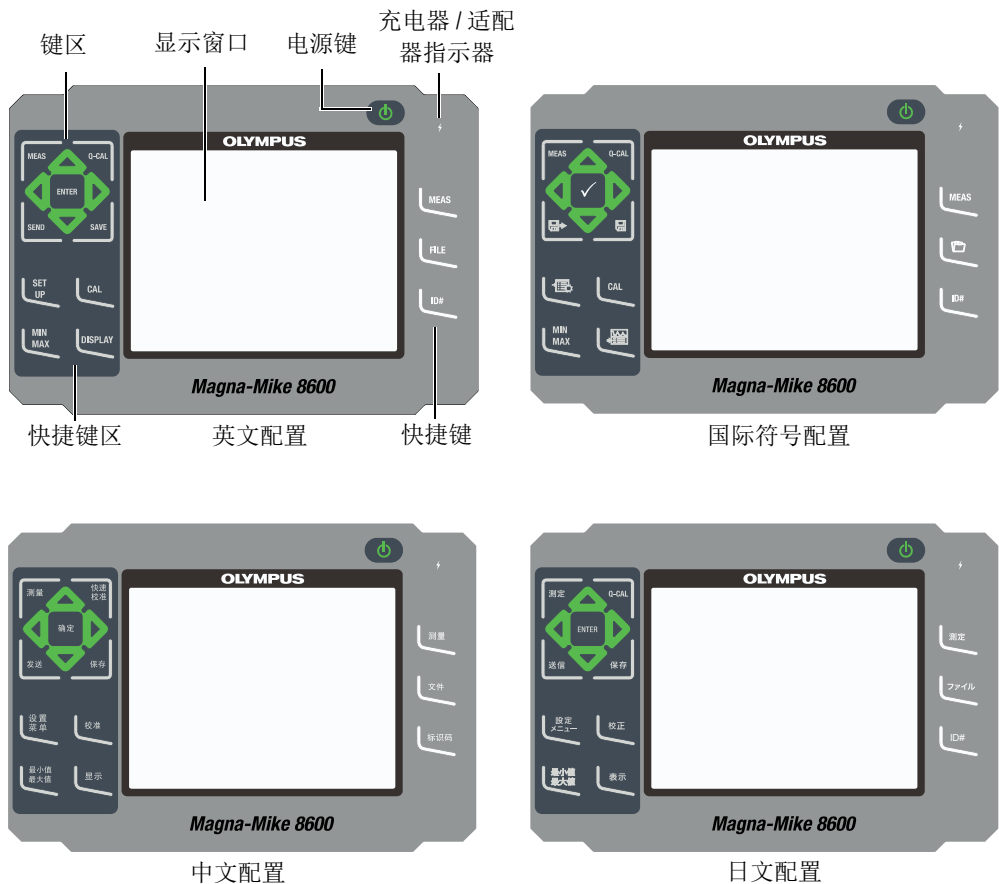 充电器 / 适配
器指示器
键区
显示窗口
电源键
OLYMPUS
MEAS
Q-CAL
ENTER
SEND
SAVE
SET
UP
CAL
MIN
MAX
DISPLAY
MEAS
FILE
ID#
Magna-Mike 8600
快捷键区
英文配置
快捷键
OLYMPUS
MEAS
Q-CAL
CAL
MIN
MAX
MEAS
ID#
Magna-Mike 8600
国际符号配置
OLYMPUS
测量
快速
校准
确定
发送
保存
设置
菜单
校准
最小值
最大值
显示
测量
文件
标识码
Magna-Mike 8600
中文配置
OLYMPUS
測定
Q-CAL
ENTER
送信
保存
設定
メニュー
校正
最小値
最大値
表示
測定
ファイル
ID#
Magna-Mike 8600
日文配置